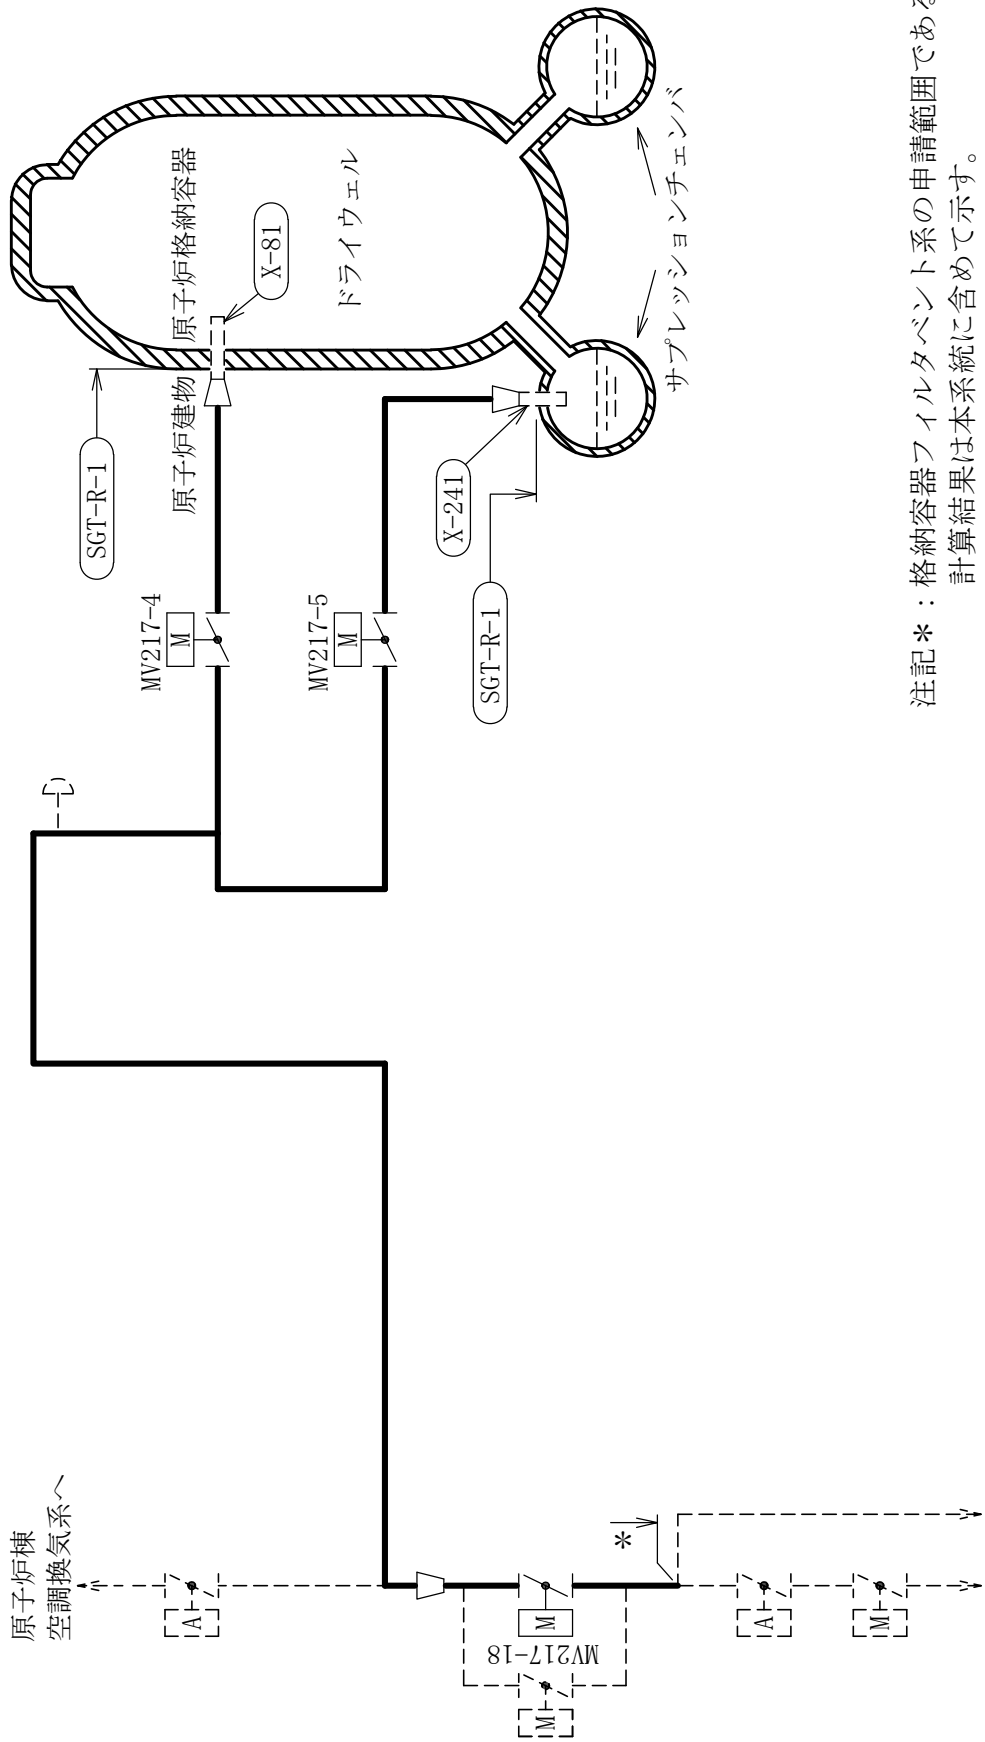 原子炉棟
空調換気系へ
A
M
MV217-18
M
*
A
M
MV217-4
M
MV217-5
M
SGT-R-1
原子炉建物
原子炉格納容器
X-81
ドライウェル
X-241
SGT-R-1
サプレッションチェンバ
注記*：格納容器フィルタベント系の申請範囲である
計算結果は本系統に含めて示す。